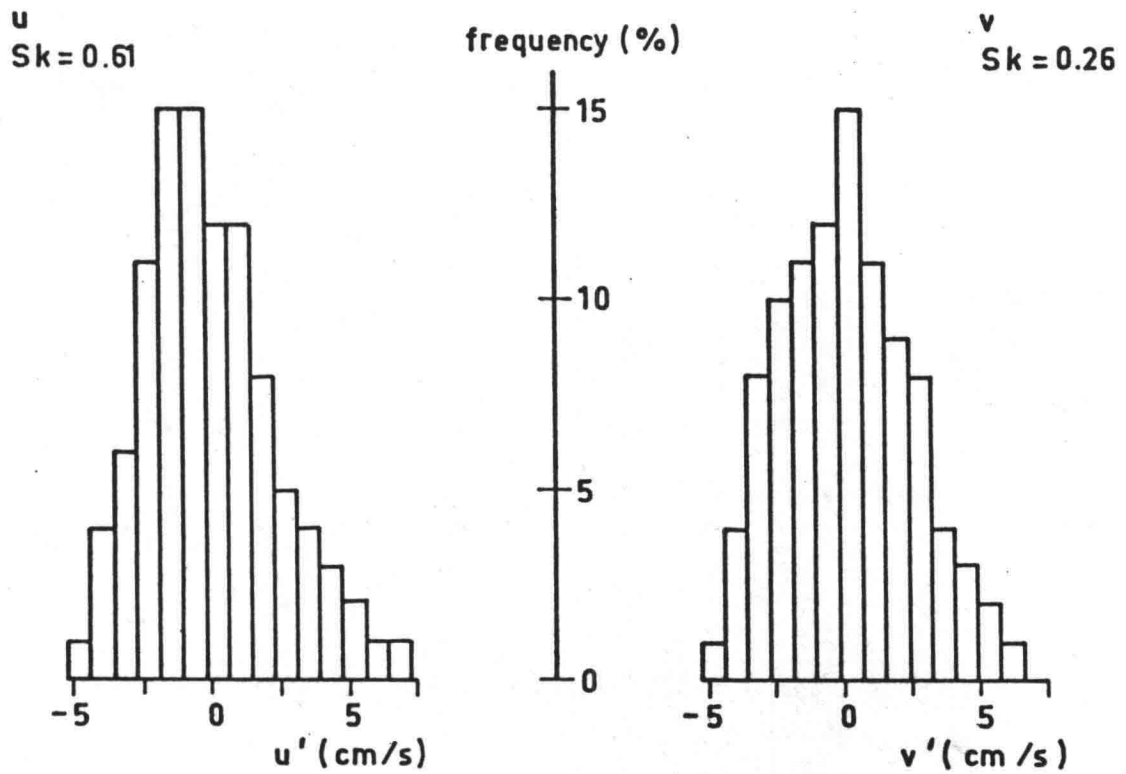 u
Sk = 0.61
frequency (%)
v
Sk = 0.26
15
10
5
0
-5 0 5
u' (cm/s)
-5 0 5
v' (cm/s)